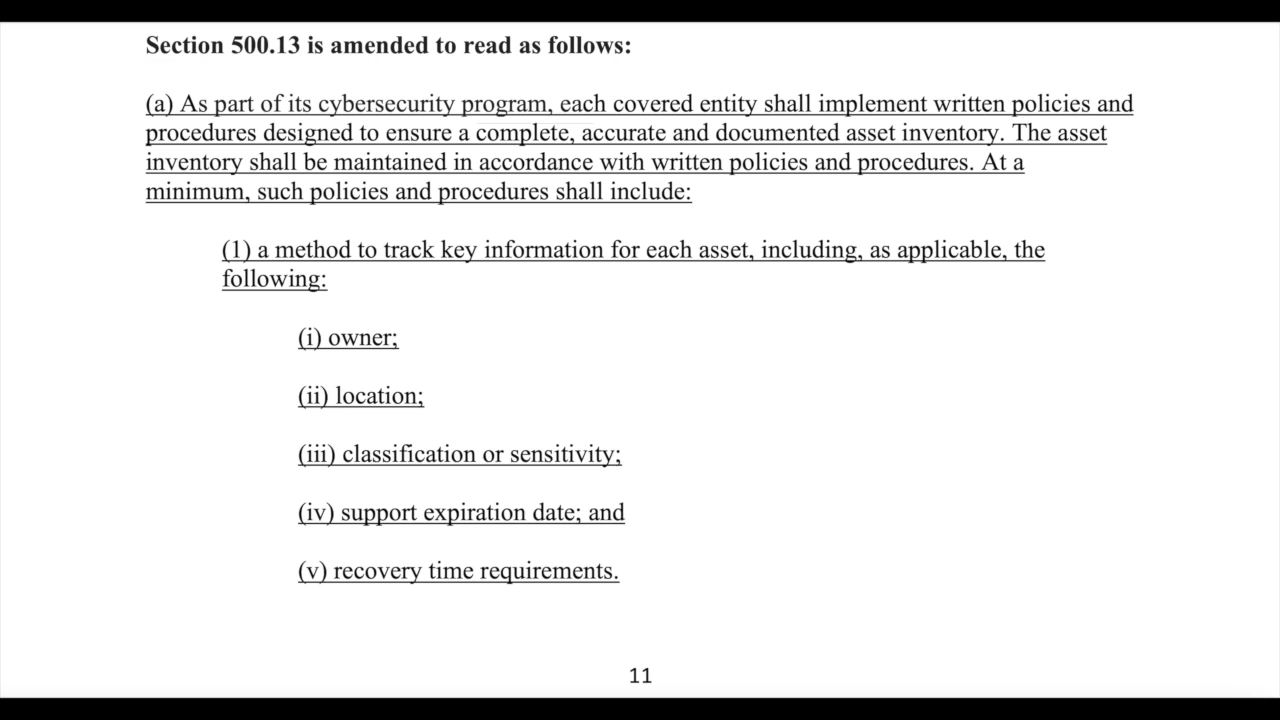 Section 500.13 is amended to read as follows:
(a) As part of its cybersecurity program, each covered entity shall implement written policies and
procedures designed to ensure a complete, accurate and documented asset inventory. The asset
inventory shall be maintained in accordance with written policies and procedures. At a
minimum, such policies and procedures shall include:
(1) a method to track key information for each asset, including, as applicable, the
following:
(i) owner;
(ii) location;
(iii) classification or sensitivity;
(iv) support expiration date; and
(v) recovery time requirements.
11